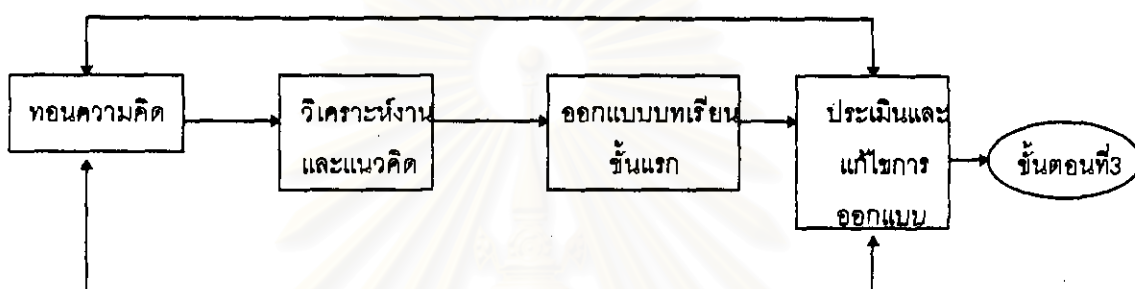 ทอนความคิด
วิเคราะห์งาน
และแนวคิด
ออกแบบบทเรียน
ขั้นแรก
ประเมินและ
แก้ไขการ
ออกแบบ
ขั้นตอนที่3